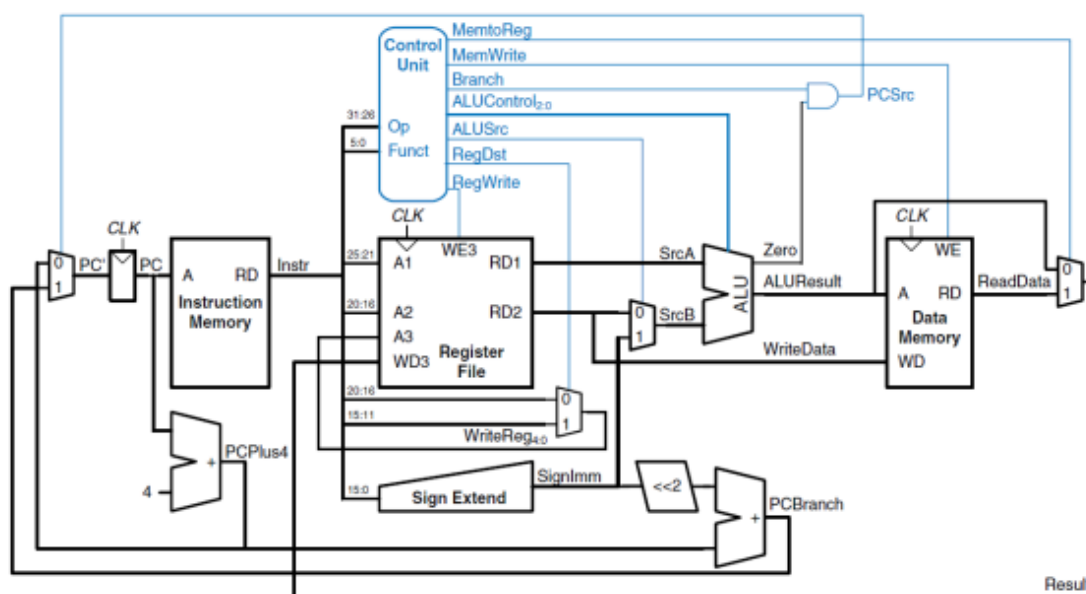 MemtoReg
Control
Unit
MemWrite
Branch
ALUControl2:0
PCSrc
31:26
Op
ALUSrc
5:0
Funct
RegDst
RegWrite
CLK
CLK
CLK
0
1
PC'
PC
A
RD
Instruction
Memory
Instr
25:21
A1
WE3
RD1
SrcA
Zero
WE
0
1
20:16
A2
RD2
0
1
SrcB
ALU
ALUResult
A
RD
ReadData
Data
Memory
A3
WD3
Register
File
WriteData
WD
20:16
0
15:11
1
WriteReg4:0
PCPlus4
+
4
15:0
Sign Extend
SignImm
<<2
PCBranch
+
Resul